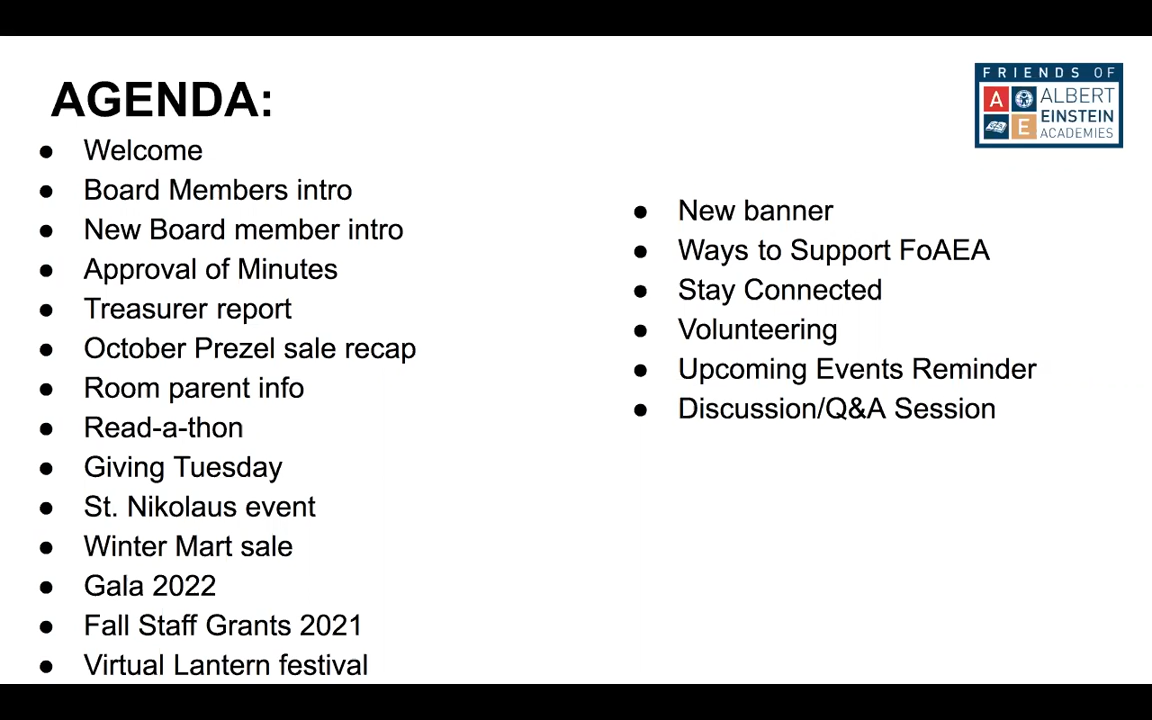 AGENDA:
● Welcome
● Board Members intro
● New Board member intro
● Approval of Minutes
● Treasurer report
● October Prezel sale recap
● Room parent info
● Read-a-thon
● Giving Tuesday
● St. Nikolaus event
● Winter Mart sale
● Gala 2022
● Fall Staff Grants 2021
● Virtual Lantern festival
FRIENDS OF
A ALBERT
EINSTEIN
E ACADEMIES
● New banner
● Ways to Support FoAEA
● Stay Connected
● Volunteering
● Upcoming Events Reminder
● Discussion/Q&A Session